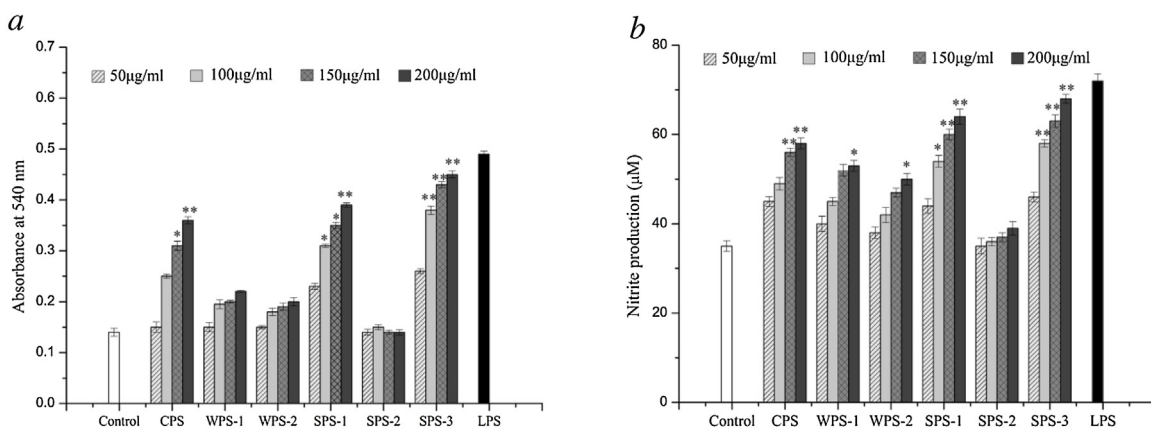 a
0.7
0.6
0.5
0.4
0.3
0.2
0.1
0.0
Absorbance at 540 nm
50μg/ml 100μg/ml 150μg/ml 200μg/ml
* ** * * ** ** ** **
Control CPS WPS-1 WPS-2 SPS-1 SPS-2 SPS-3 LPS
b
80
60
40
20
0
Nitrite production (μM)
50μg/ml 100μg/ml 150μg/ml 200μg/ml
** ** * * * ** ** ** ** **
Control CPS WPS-1 WPS-2 SPS-1 SPS-2 SPS-3 LPS